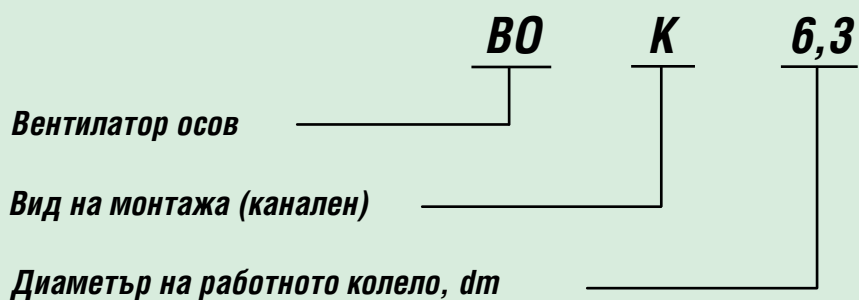 ВО К 6,3
Вентилатор осов
Вид на монтажа (канален)
Диаметър на работното колело, dm